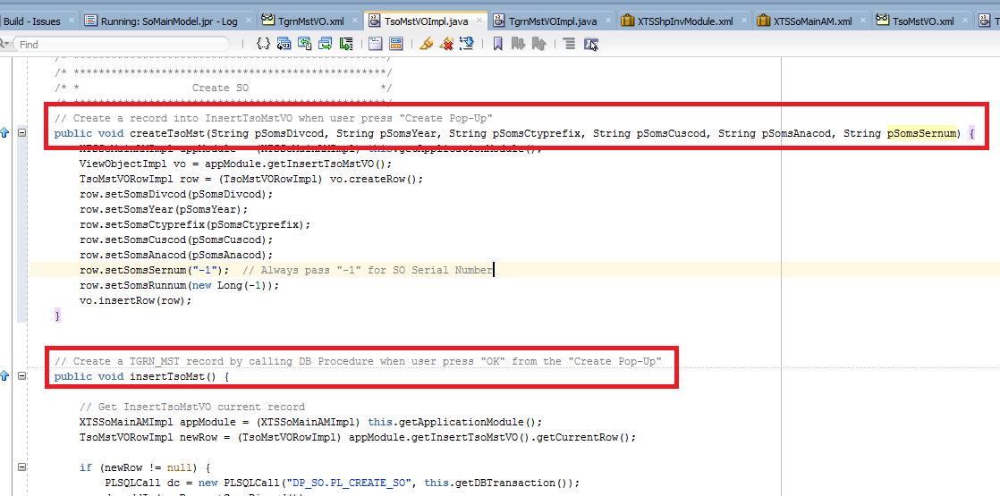 Build - Issues
Running: SoMainModel.jpr - Log
TgrnMstVO.xml
TsoMstVOImpl.java
TgrnMstVOImpl.java
XTSShpInvModule.xml
XTSSoMainAM.xml
TsoMstVO.xml
T
Find
/* **************************************************/
/* * Create SO */
// Create a record into InsertTsoMstVO when user press "Create Pop-Up"
public void createTsoMst(String pSomsDivcod, String pSomsYear, String pSomsCtyprefix, String pSomsCuscod, String pSomsAnacod, String pSomsSernum) {
XTSSoMainAMImpl appModule = (XTSSoMainAMImpl) this.getApplicationModule();
ViewObjectImpl vo = appModule.getInsertTsoMstVO();
TsoMstVORowImpl row = (TsoMstVORowImpl) vo.createRow();
row.setSomsDivcod(pSomsDivcod);
row.setSomsYear(pSomsYear);
row.setSomsCtyprefix(pSomsCtyprefix);
row.setSomsCuscod(pSomsCuscod);
row.setSomsAnacod(pSomsAnacod);
row.setSomsSernum("-1"); // Always pass "-1" for SO Serial Number
row.setSomsRunnum(new Long(-1));
vo.insertRow(row);
}
// Create a TGRN_MST record by calling DB Procedure when user press "OK" from the "Create Pop-Up"
public void insertTsoMst() {
// Get InsertTsoMstVO current record
XTSSoMainAMImpl appModule = (XTSSoMainAMImpl) this.getApplicationModule();
TsoMstVORowImpl newRow = (TsoMstVORowImpl) appModule.getInsertTsoMstVO().getCurrentRow();
if (newRow != null) {
PLSQLCall dc = new PLSQLCall("DP_SO.PL_CREATE_SO", this.getDBTransaction());